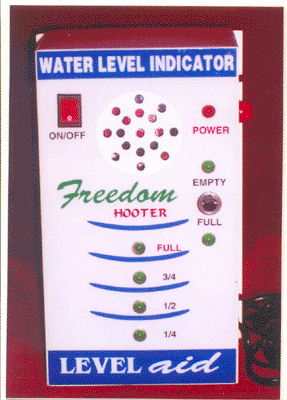 WATER LEVEL INDICATOR
ON/OFF
POWER
EMPTY
FULL
Freedom
HOOTER
FULL
3/4
1/2
1/4
LEVEL aid